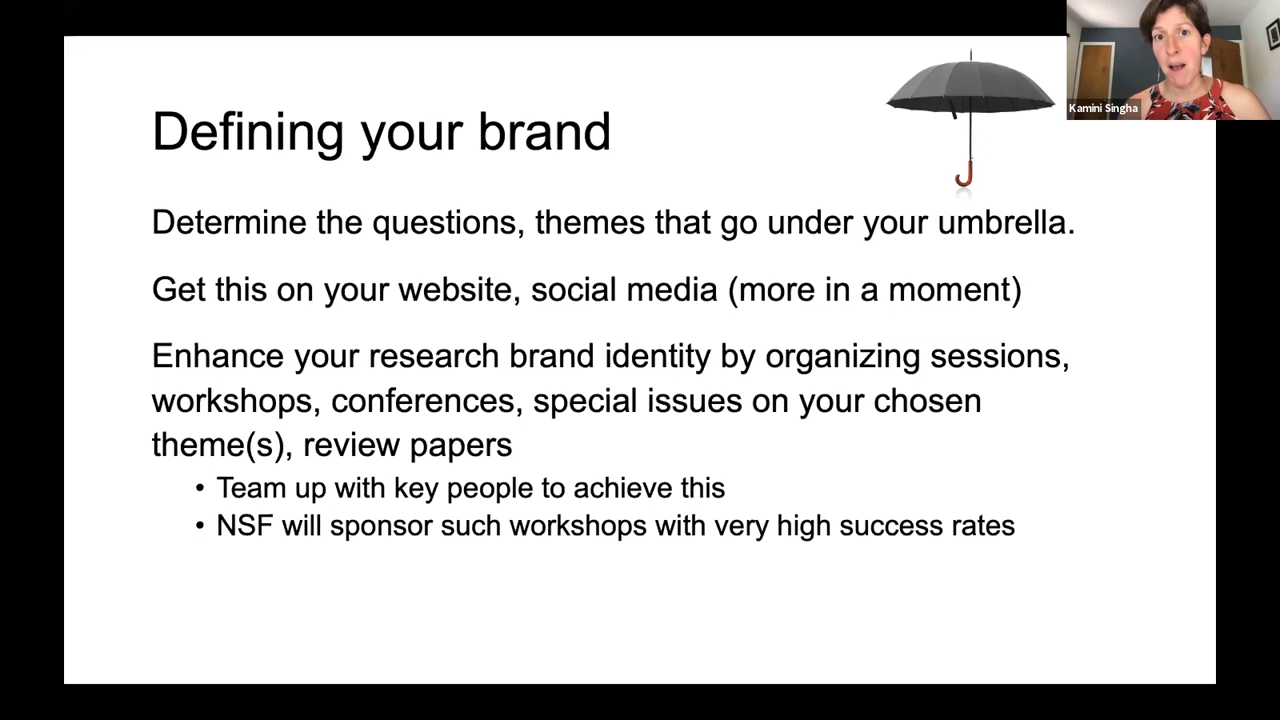 Kamini Singha
Defining your brand
Determine the questions, themes that go under your umbrella.
Get this on your website, social media (more in a moment)
Enhance your research brand identity by organizing sessions,
workshops, conferences, special issues on your chosen
theme(s), review papers
• Team up with key people to achieve this
• NSF will sponsor such workshops with very high success rates